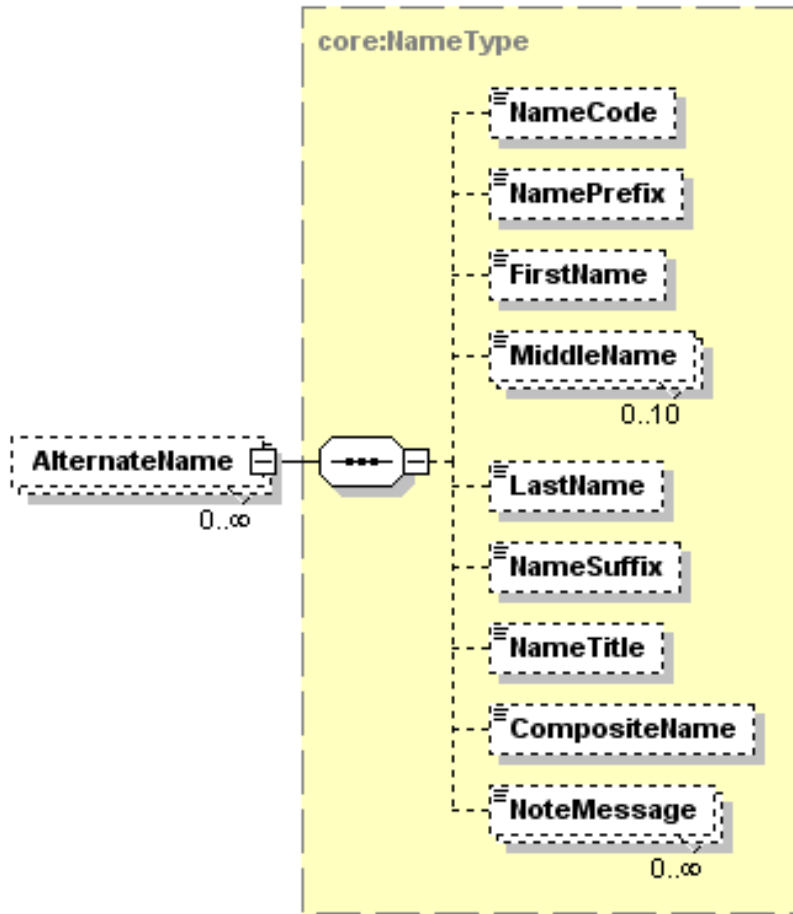 core:NameType
NameCode
NamePrefix
FirstName
MiddleName
0..10
AlternateName
0..∞
LastName
NameSuffix
NameTitle
CompositeName
NoteMessage
0..∞